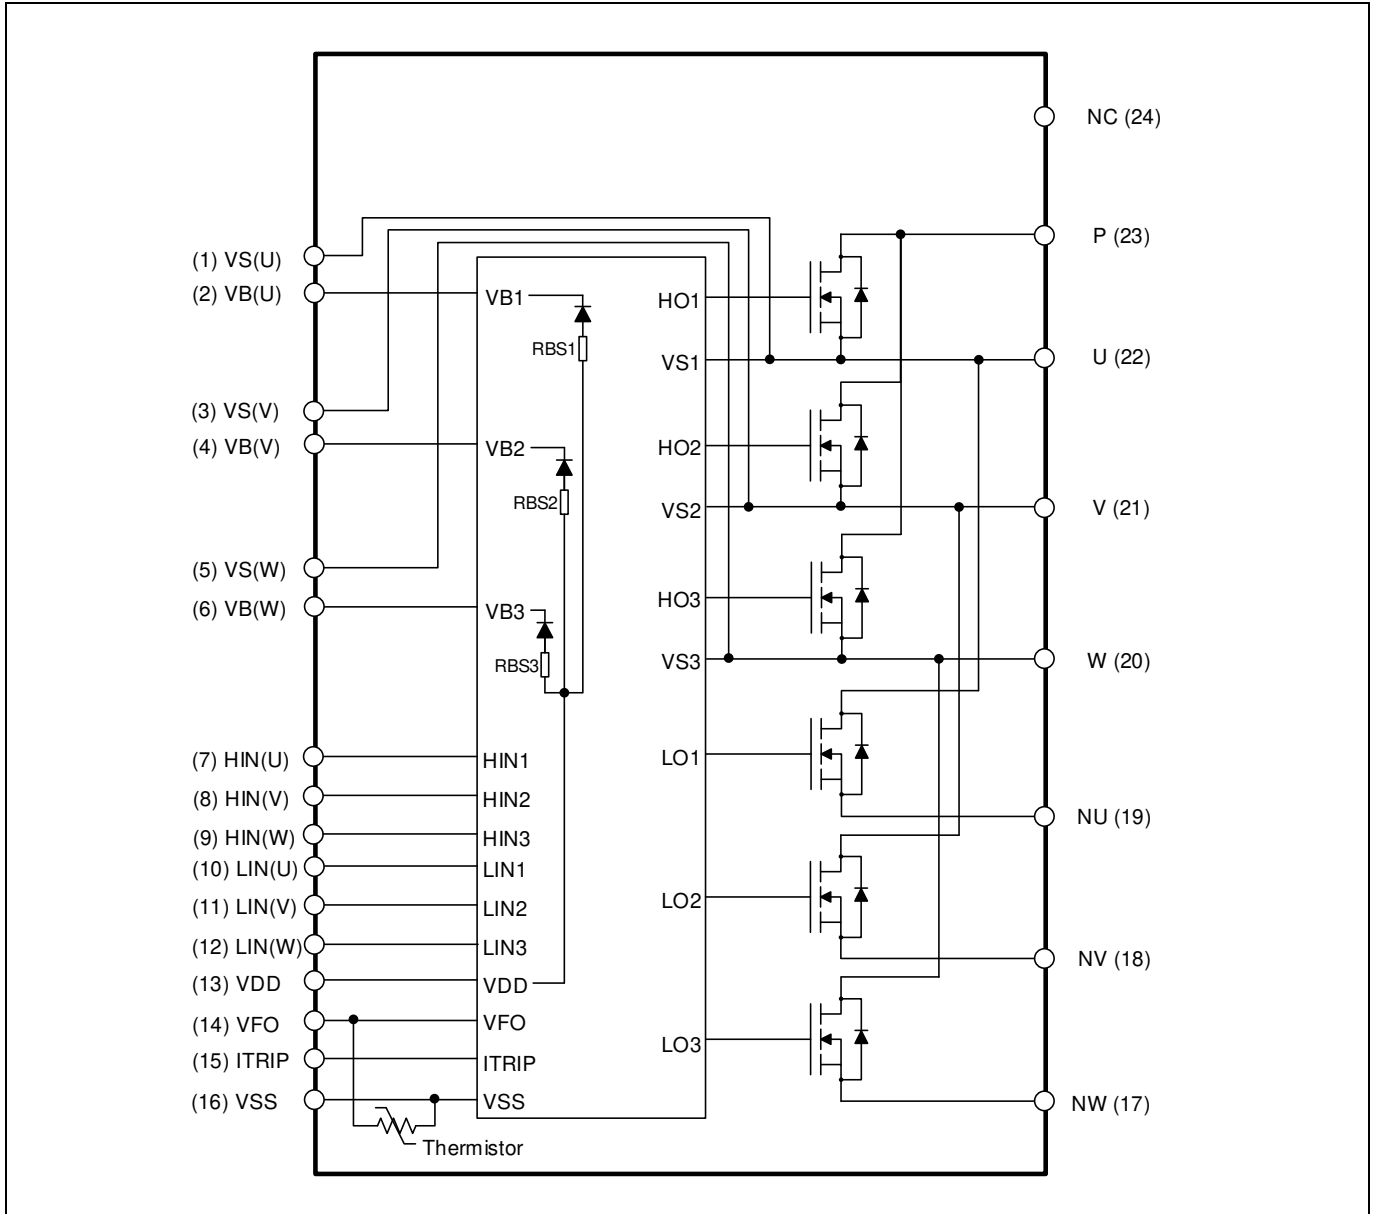 NC (24)
P (23)
(1) VS(U)
(2) VB(U)
VB1
HO1
RBS1
VS1
U (22)
(3) VS(V)
(4) VB(V)
VB2
HO2
RBS2
VS2
V (21)
(5) VS(W)
(6) VB(W)
VB3
HO3
RBS3
VS3
W (20)
(7) HIN(U)
HIN1
LO1
(8) HIN(V)
HIN2
NU (19)
(9) HIN(W)
HIN3
(10) LIN(U)
LIN1
(11) LIN(V)
LIN2
LO2
(12) LIN(W)
LIN3
NV (18)
(13) VDD
VDD
(14) VFO
VFO
LO3
(15) ITRIP
ITRIP
(16) VSS
VSS
NW (17)
Thermistor